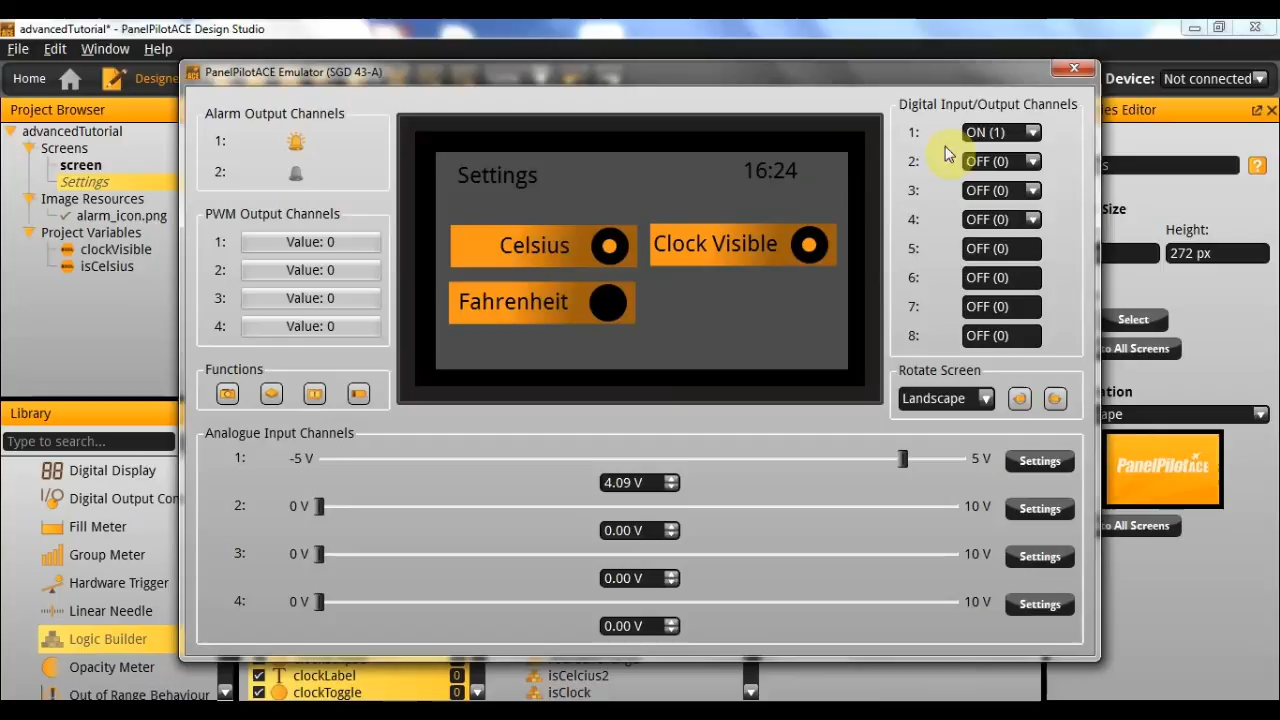 advancedTutorial* - PanelPilotACE Design Studio
File Edit Window Help
Home Designe
Device: Not connected
PanelPilotACE Emulator (SGD 43-A)
Project Browser
advancedTutorial
Screens
screen
Settings
Image Resources
alarm_icon.png
Project Variables
clockVisible
isCelsius
Library
Type to search...
Digital Display
Digital Output Con
Fill Meter
Group Meter
Hardware Trigger
Linear Needle
Logic Builder
Opacity Meter
Out of Range Behaviour
Alarm Output Channels
1:
2:
PWM Output Channels
1: Value: 0
2: Value: 0
3: Value: 0
4: Value: 0
Functions
Settings 16:24
Celsius Clock Visible
Fahrenheit
Digital Input/Output Channels
1: ON (1)
2: OFF (0)
3: OFF (0)
4: OFF (0)
5: OFF (0)
6: OFF (0)
7: OFF (0)
8: OFF (0)
Rotate Screen
Landscape
Analogue Input Channels
1: -5 V 5 V Settings
4.09 V
2: 0 V 10 V Settings
0.00 V
3: 0 V 10 V Settings
0.00 V
4: 0 V 10 V Settings
0.00 V
clockLabel 0 isCelcius2
clockToggle 0 isClock
ies Editor
s
Size
Height:
272 px
Select
to All Screens
ation
ape
PanelPilotACE
to All Screens